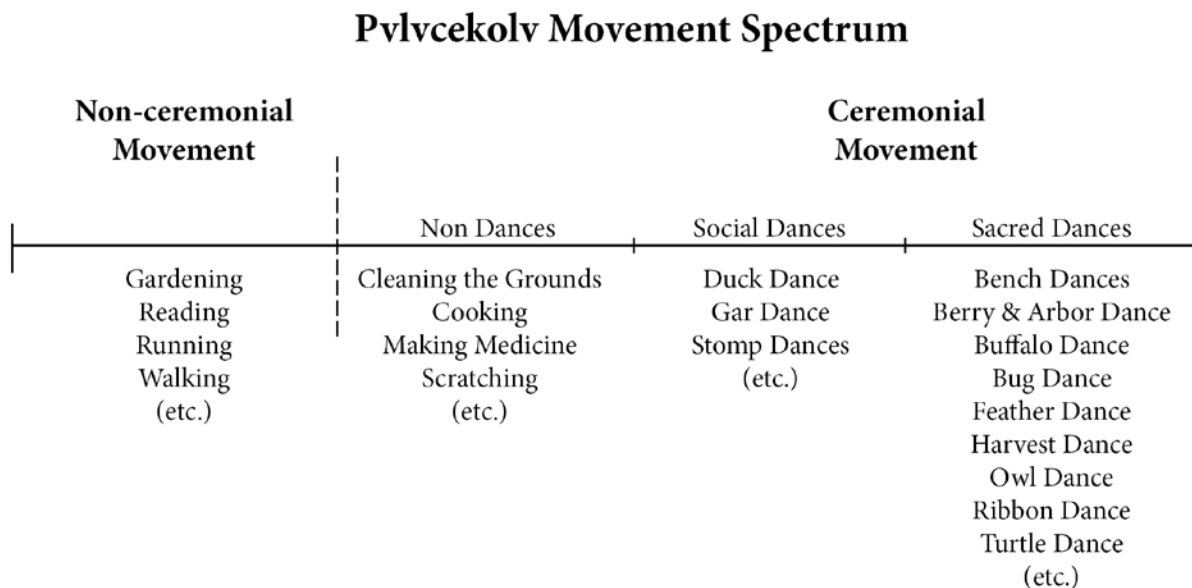 Pvlvcekolv Movement Spectrum
Non-ceremonial
Movement
Ceremonial
Movement
Non Dances
Social Dances
Sacred Dances
Gardening
Reading
Running
Walking
(etc.)
Cleaning the Grounds
Cooking
Making Medicine
Scratching
(etc.)
Duck Dance
Gar Dance
Stomp Dances
(etc.)
Bench Dances
Berry & Arbor Dance
Buffalo Dance
Bug Dance
Feather Dance
Harvest Dance
Owl Dance
Ribbon Dance
Turtle Dance
(etc.)